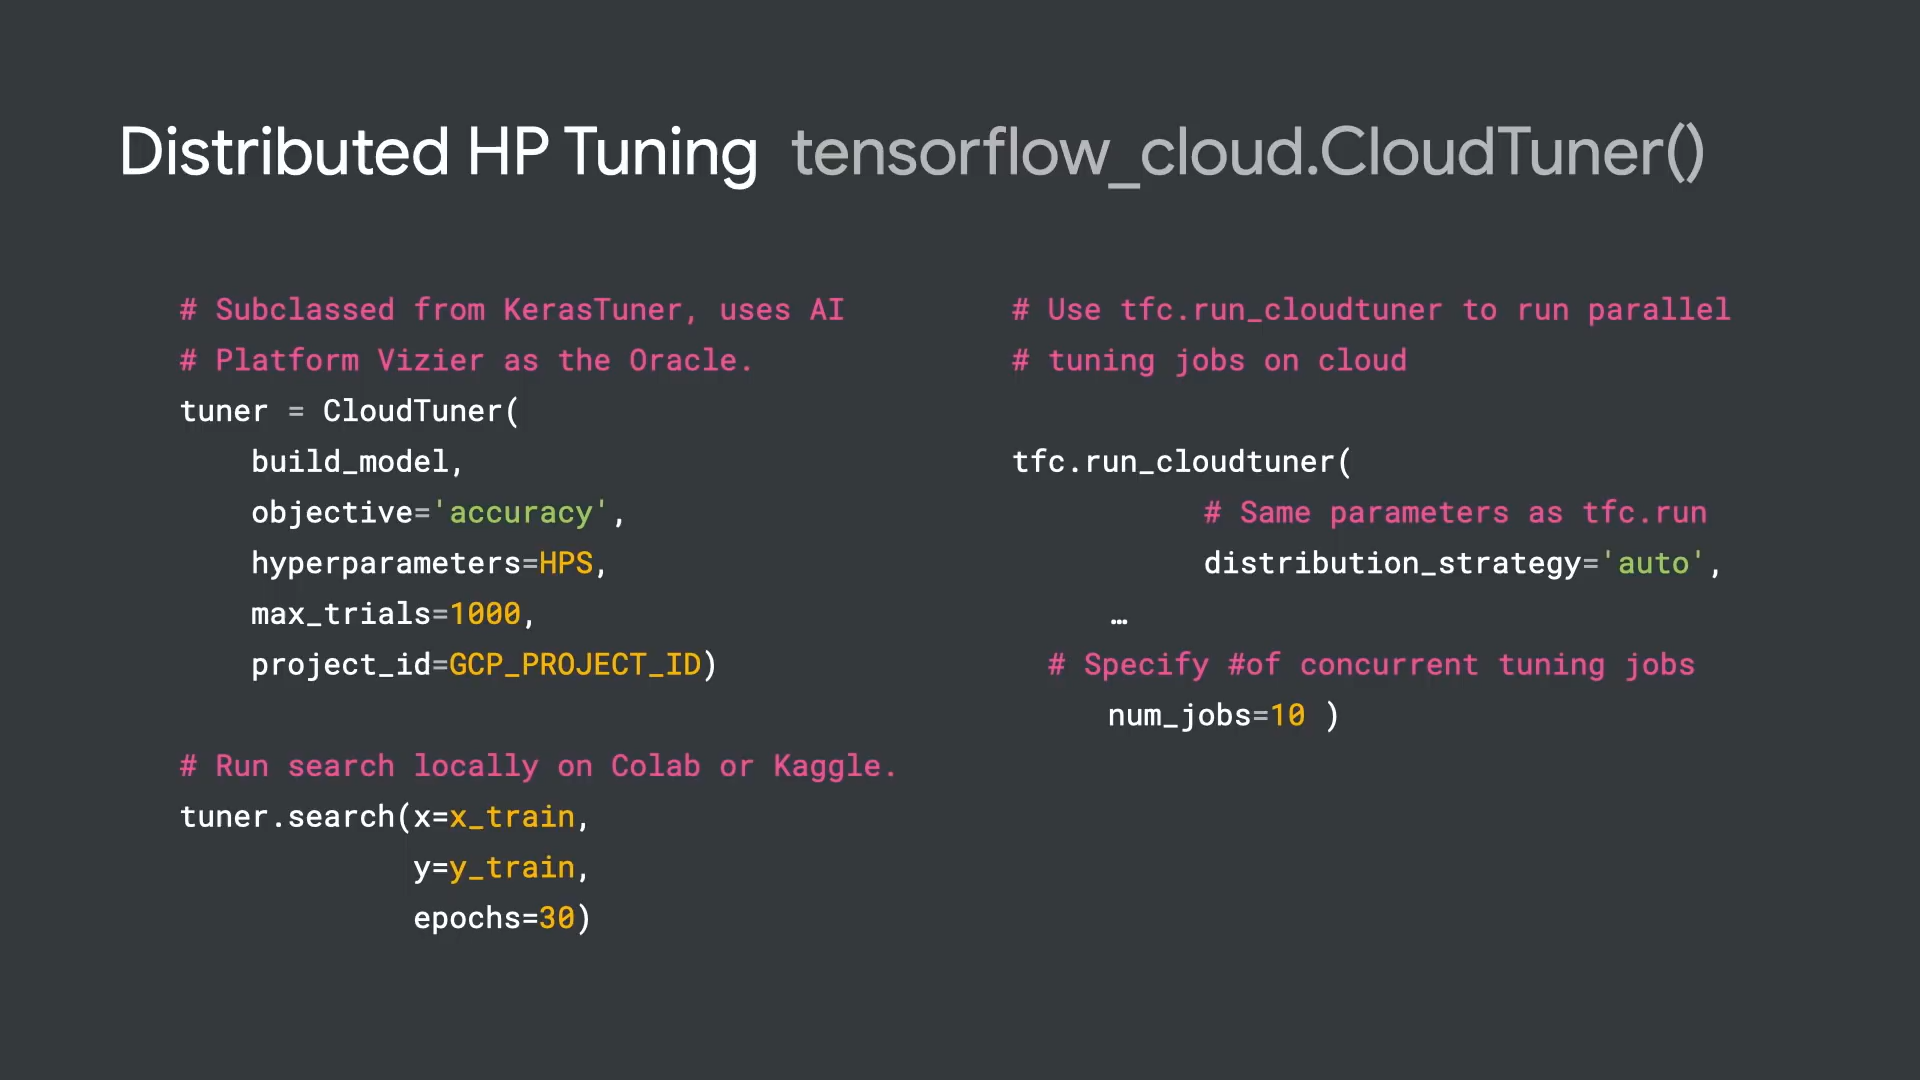 Distributed HP Tuning tensorflow_cloud.CloudTuner()
# Subclassed from KerasTuner, uses AI
# Platform Vizier as the Oracle.
tuner = CloudTuner(
build_model,
objective='accuracy',
hyperparameters=HPS,
max_trials=1000,
project_id=GCP_PROJECT_ID)
# Run search locally on Colab or Kaggle.
tuner.search(x=x_train,
y=y_train,
epochs=30)
# Use tfc.run_cloudtuner to run parallel
# tuning jobs on cloud
tfc.run_cloudtuner(
# Same parameters as tfc.run
distribution_strategy='auto',
…
# Specify #of concurrent tuning jobs
num_jobs=10 )